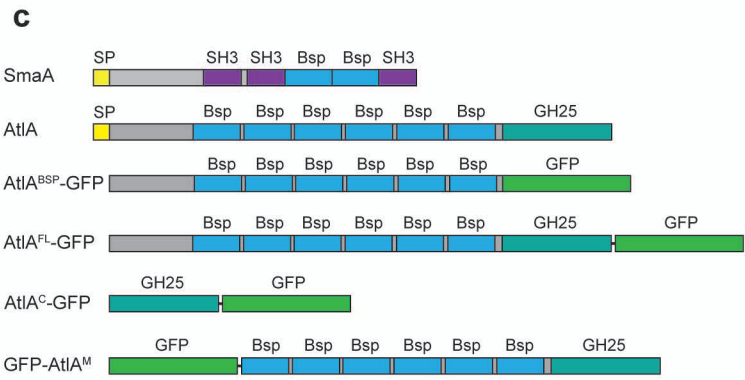 C
SP SH3 SH3 Bsp Bsp SH3
SmaA
SP Bsp Bsp Bsp Bsp Bsp Bsp GH25
AtlA
Bsp Bsp Bsp Bsp Bsp Bsp GFP
AtlA^BSP-GFP
Bsp Bsp Bsp Bsp Bsp Bsp GH25 GFP
AtlA^FL-GFP
GH25 GFP
AtlA^C-GFP
GFP Bsp Bsp Bsp Bsp Bsp Bsp GH25
GFP-AtlA^M